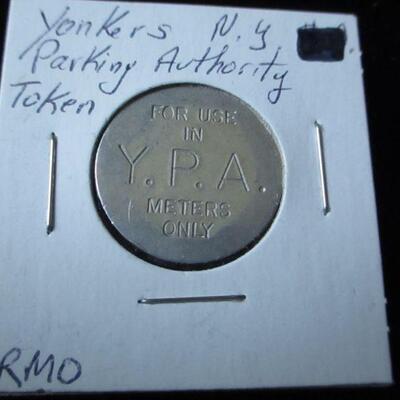 Yonkers N.Y
Parking Authority
Token
FOR USE
IN
Y.P.A.
METERS
ONLY
RMO